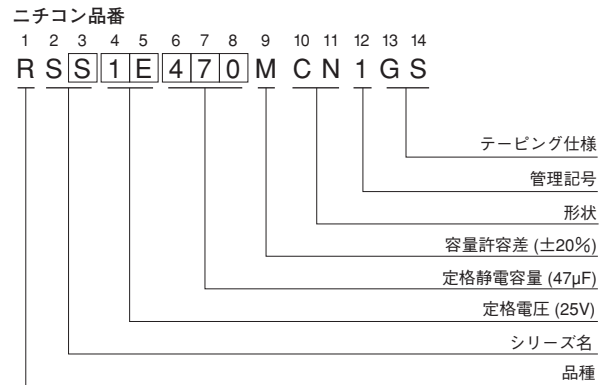 ニチコン品番
1 2 3 4 5 6 7 8 9 10 11 12 13 14
R S S 1 E 4 7 0 M C N 1 G S
テーピング仕様
管理記号
形状
容量許容差 (±20%)
定格静電容量 (47µF)
定格電圧 (25V)
シリーズ名
品種